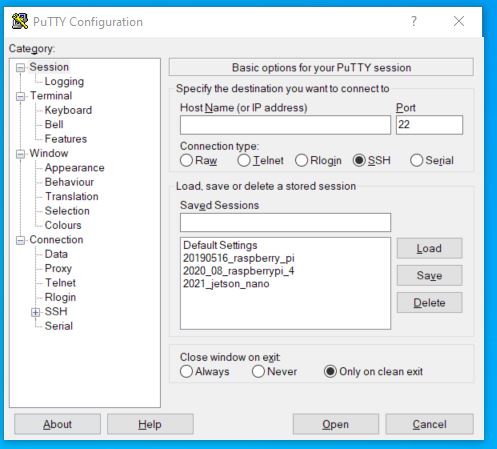 PuTTY Configuration
Category:
Session
Logging
Terminal
Keyboard
Bell
Features
Window
Appearance
Behaviour
Translation
Selection
Colours
Connection
Data
Proxy
Telnet
Rlogin
SSH
Serial
Basic options for your PuTTY session
Specify the destination you want to connect to
Host Name (or IP address) Port
22
Connection type:
Raw Telnet Rlogin SSH Serial
Load, save or delete a stored session
Saved Sessions
Default Settings
20190516_raspberry_pi
2020_08_raspberrypi_4
2021_jetson_nano
Load
Save
Delete
Close window on exit:
Always Never Only on clean exit
About Help Open Cancel